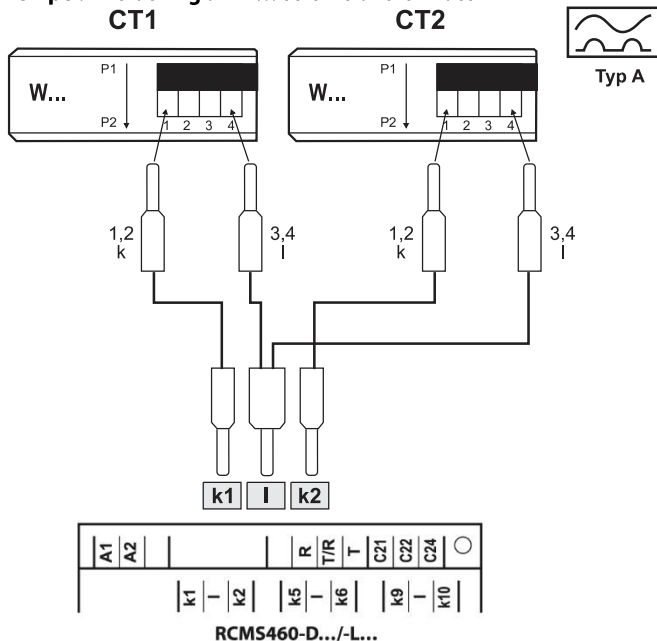 CT1
CT2
Typ A
W...
P1
P2
1 2 3 4
W...
P1
P2
1 2 3 4
1,2
k
3,4
l
1,2
k
3,4
l
k1 l k2
A1 A2 R T/R T C21 C22 C24
k1 l k2 k5 l k6 k9 l k10
RCMS460-D.../-L...